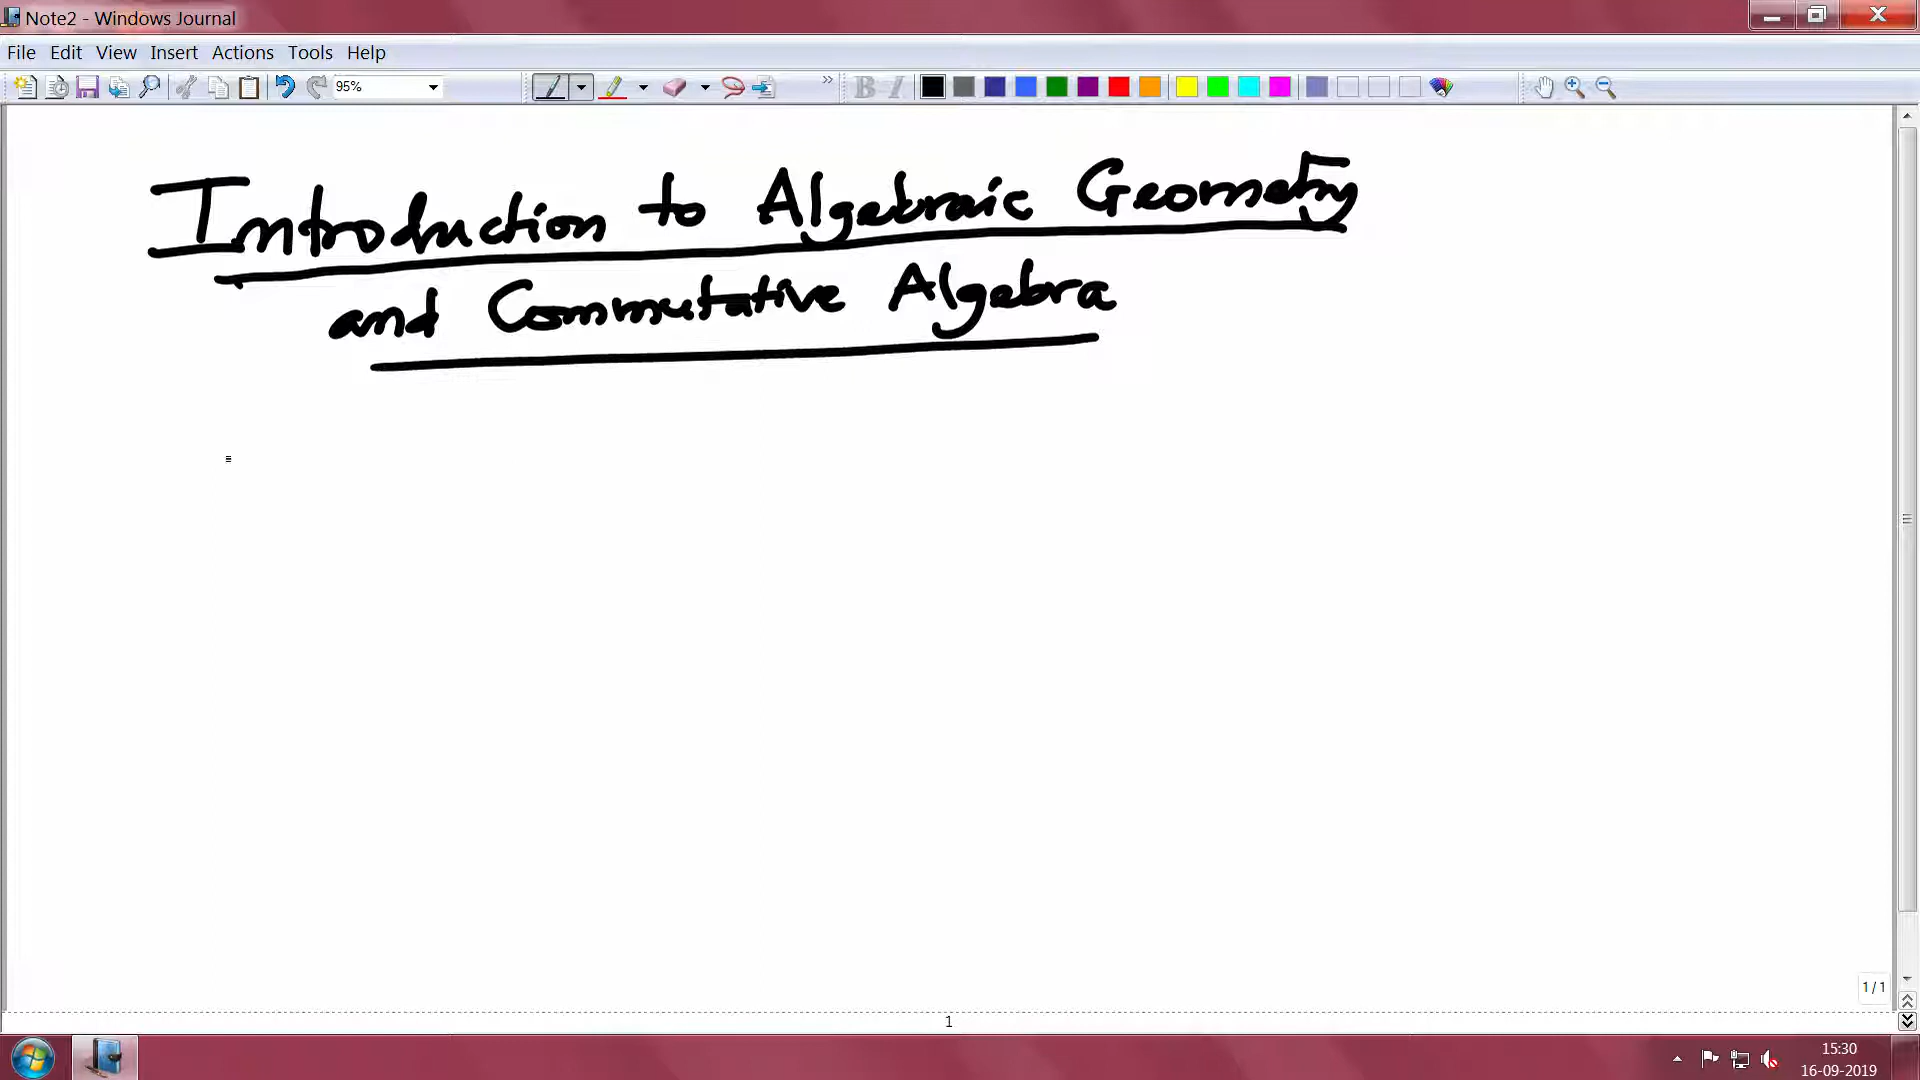 Note2 - Windows Journal
File Edit View Insert Actions Tools Help
95%
Introduction to Algebraic Geometry
and Commutative Algebra
1 / 1
1
15:30
16-09-2019